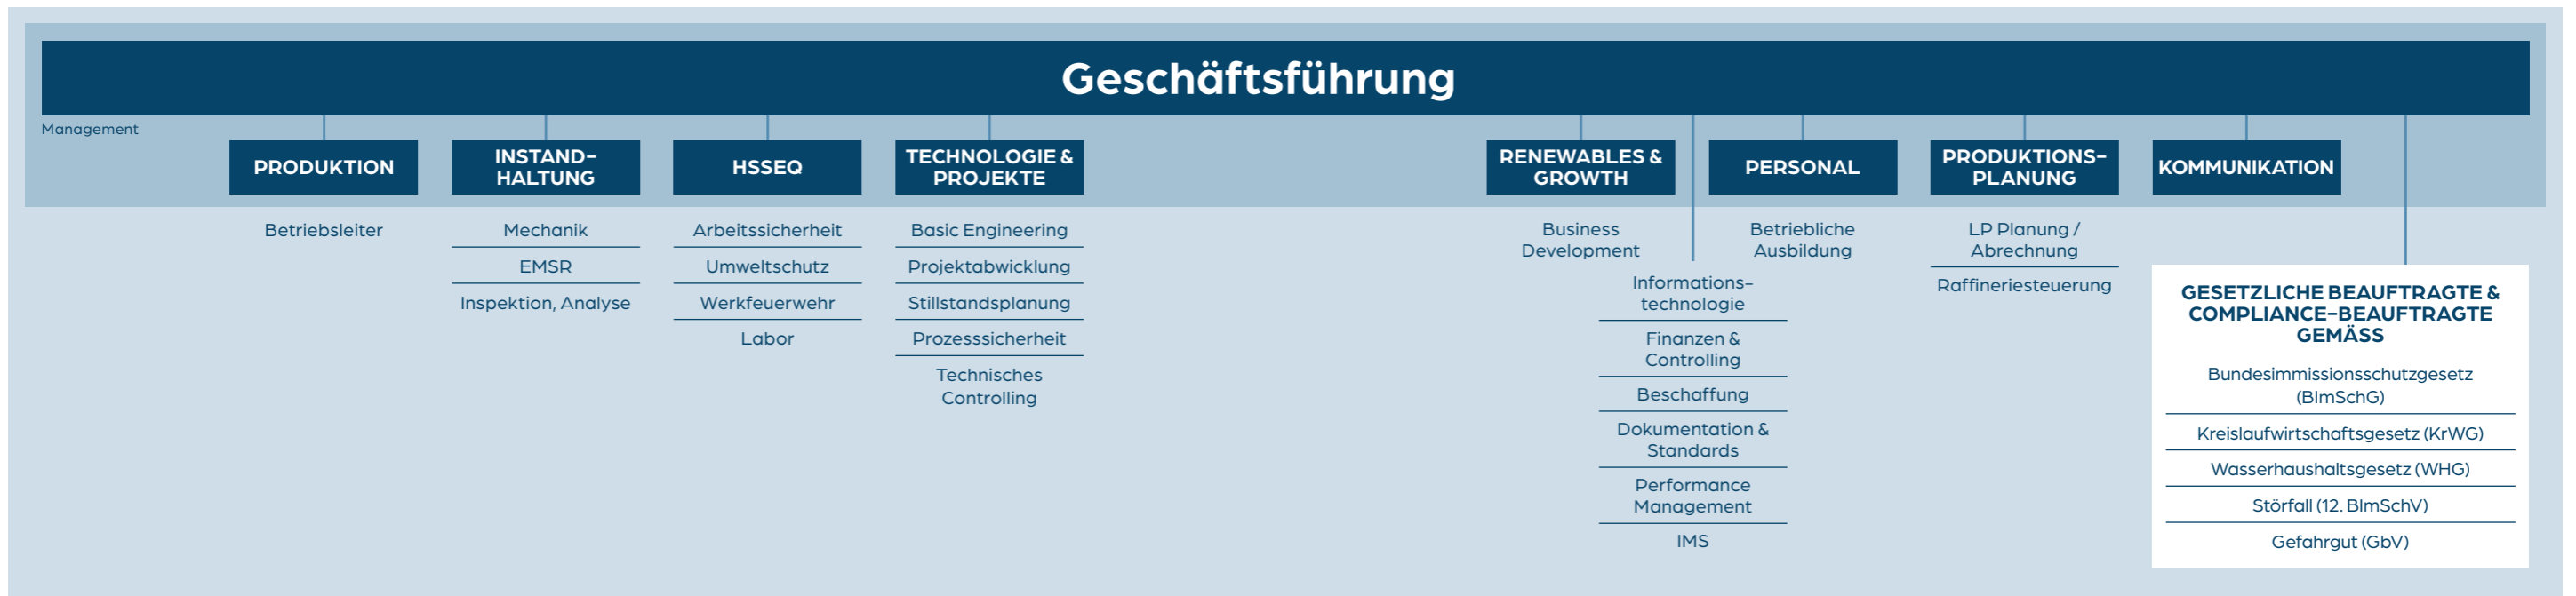 Geschäftsführung
Management
PRODUKTION
Betriebsleiter
INSTAND-
HALTUNG
Mechanik
EMSR
Inspektion, Analyse
HSSEQ
Arbeitssicherheit
Umweltschutz
Werkfeuerwehr
Labor
TECHNOLOGIE &
PROJEKTE
Basic Engineering
Projektabwicklung
Stillstandsplanung
Prozesssicherheit
Technisches
Controlling
RENEWABLES &
GROWTH
Business
Development
Informations-
technologie
Finanzen &
Controlling
Beschaffung
Dokumentation &
Standards
Performance
Management
IMS
PERSONAL
Betriebliche
Ausbildung
PRODUKTIONS-
PLANUNG
LP Planung /
Abrechnung
Raffineriesteuerung
KOMMUNIKATION
GESETZLICHE BEAUFTRAGTE &
COMPLIANCE-BEAUFTRAGTE
GEMÄSS
Bundesimmissionsschutzgesetz
(BImSchG)
Kreislaufwirtschaftsgesetz (KrWG)
Wasserhaushaltsgesetz (WHG)
Störfall (12. BImSchV)
Gefahrgut (GbV)